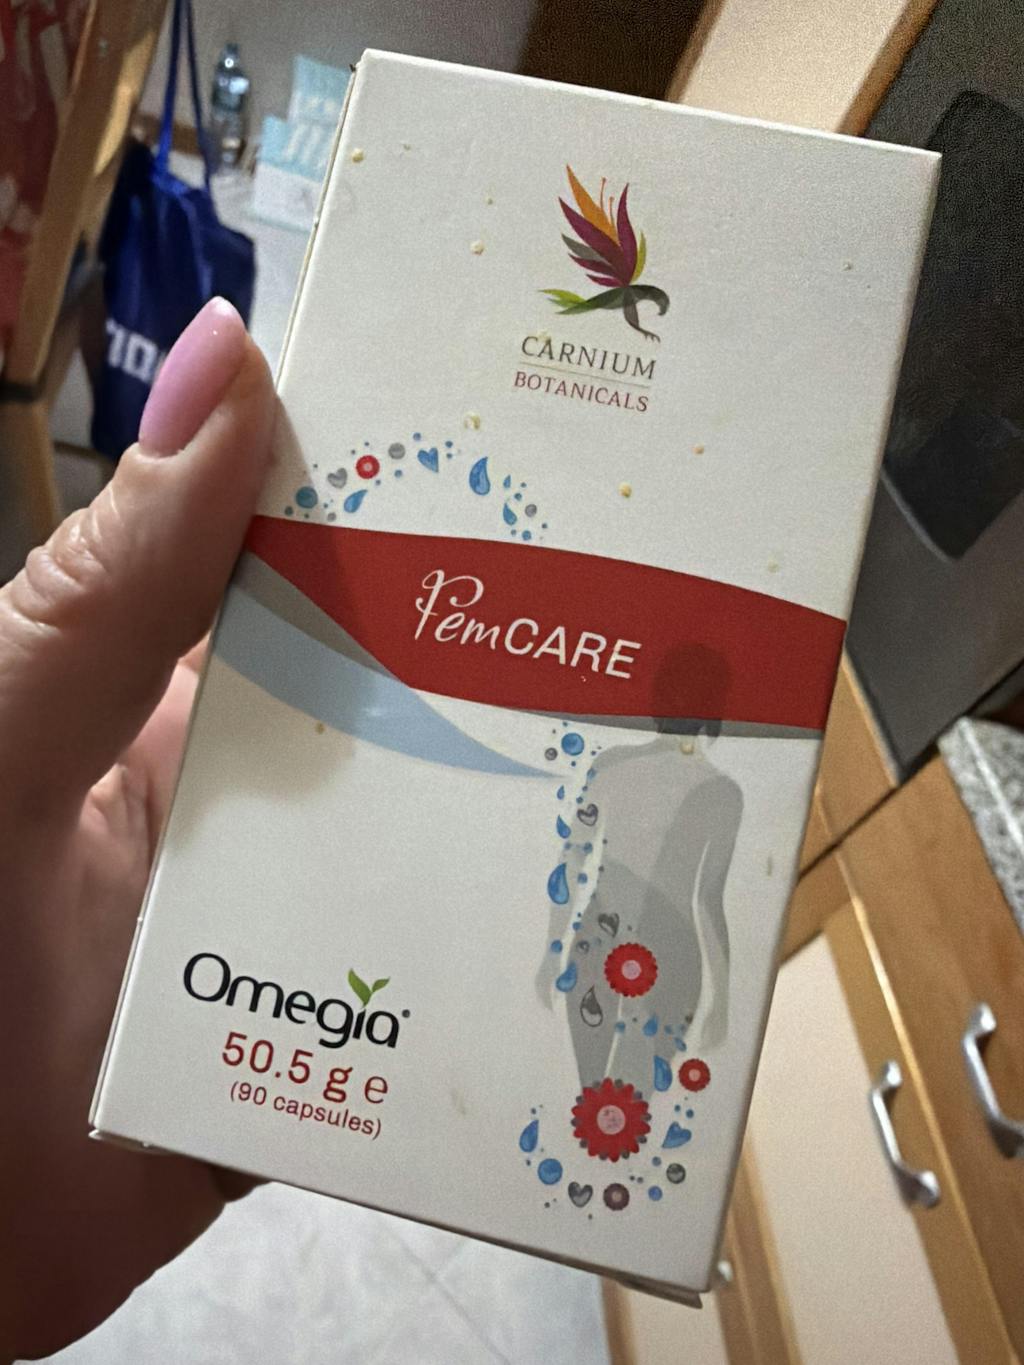 CARNIUM
BOTANICALS
FemCARE
Omegia
50.5 g e
(90 capsules)